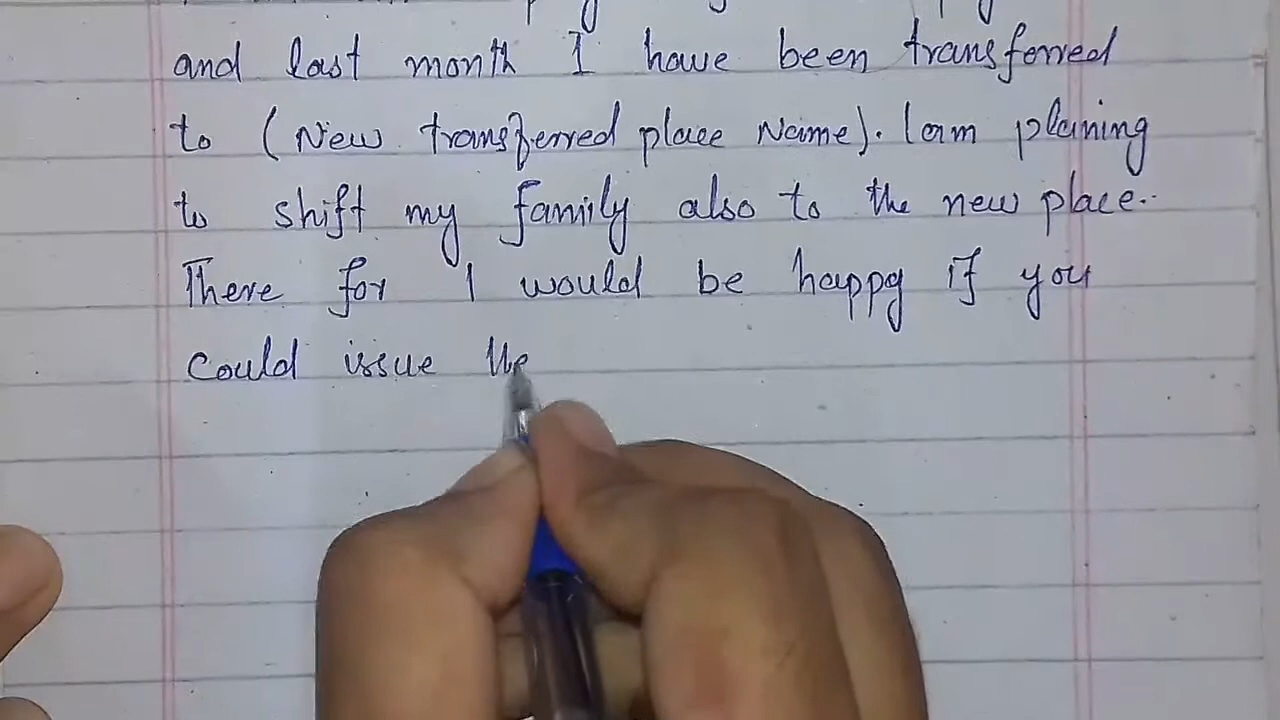 and last month I have been transferred
to (New transferred place Name). I am planing
to shift my family also to the new place..
There for I would be happy if you
could issue the